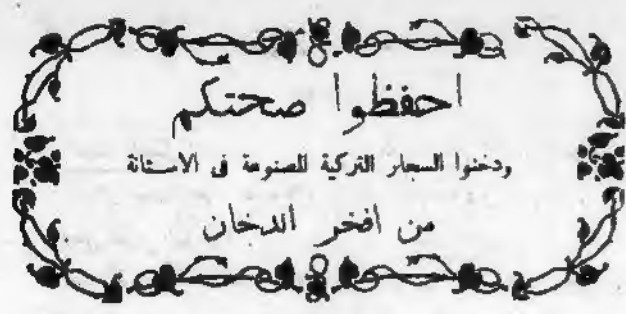 احفظوا صحتكم
ودخنوا السجاير التركية المصنوعة في الاستانة
من افخر الدخان